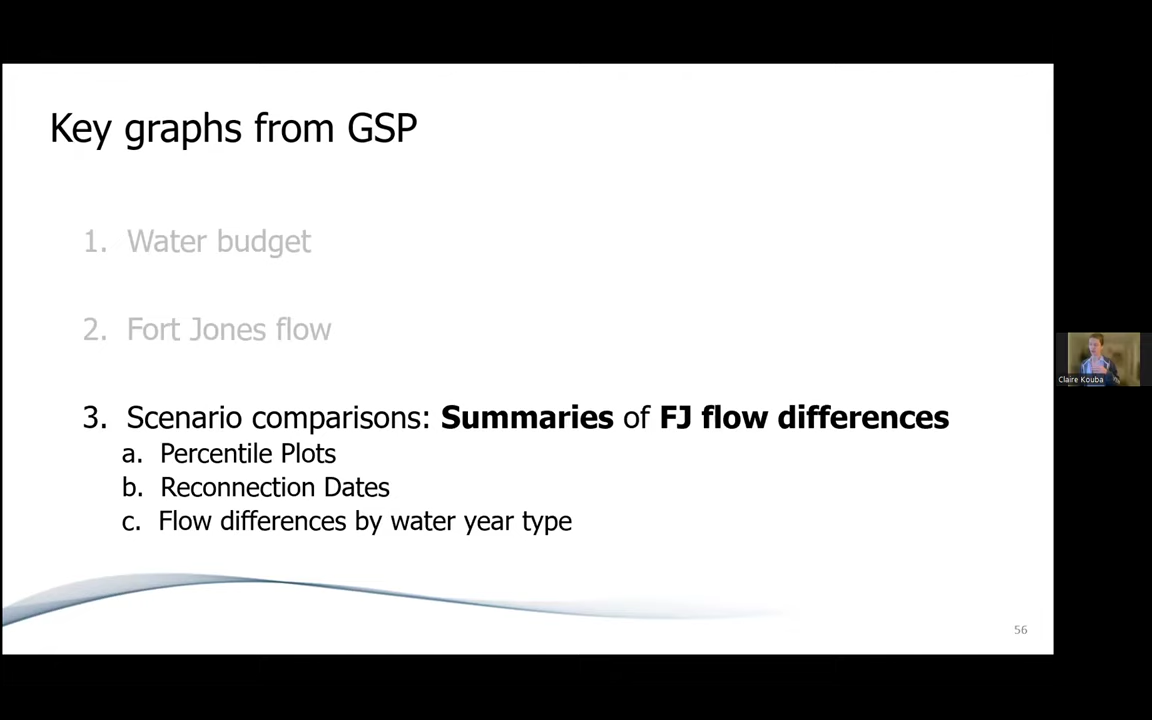 Key graphs from GSP
1. Water budget
2. Fort Jones flow
3. Scenario comparisons: Summaries of FJ flow differences
a. Percentile Plots
b. Reconnection Dates
c. Flow differences by water year type
56
Claire Kouba